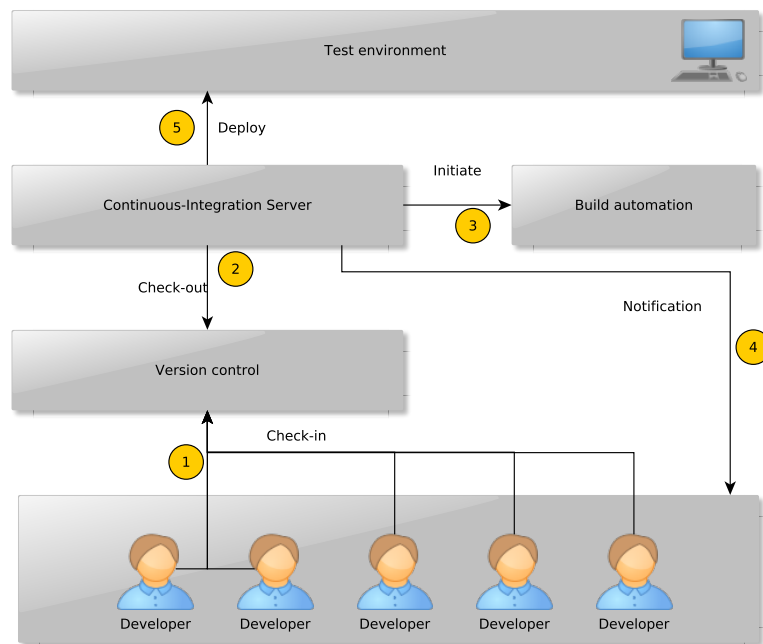 Test environment
5
Deploy
Initiate
Continuous-Integration Server
Build automation
3
2
Check-out
Notification
4
Version control
Check-in
1
Developer
Developer
Developer
Developer
Developer